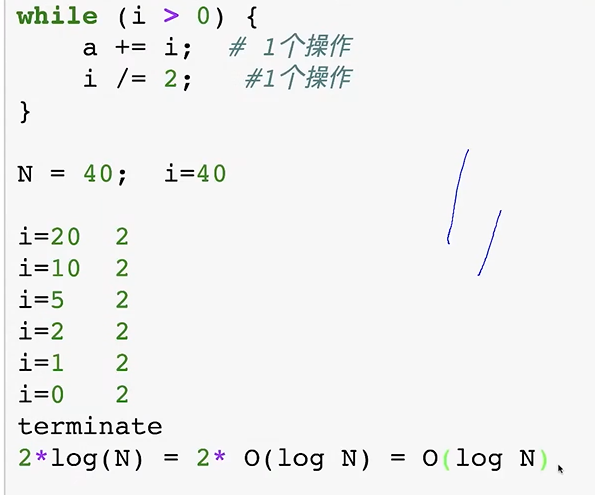 while (i > 0) {
    a += i;  # 1个操作
    i /= 2;   #1个操作
}
N = 40;  i=40
i=20  2
i=10  2
i=5   2
i=2   2
i=1   2
i=0   2
terminate
2*log(N) = 2* O(log N) = O(log N)